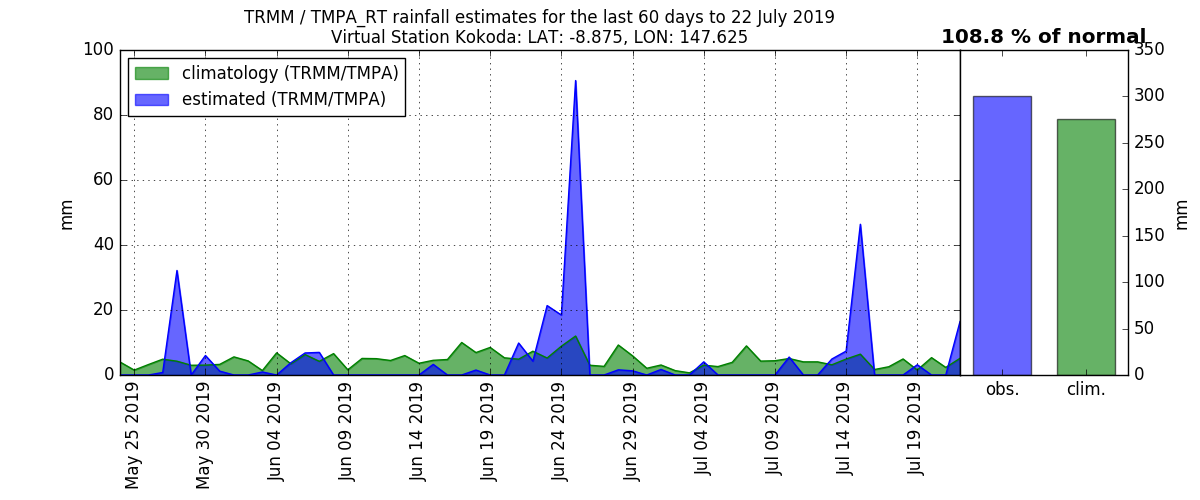 TRMM / TMPA_RT rainfall estimates for the last 60 days to 22 July 2019
Virtual Station Kokoda: LAT: -8.875, LON: 147.625
108.8 % of normal
climatology (TRMM/TMPA)
estimated (TRMM/TMPA)
100
80
60
40
20
0
mm
350
300
250
200
150
100
50
0
mm
May 25 2019
May 30 2019
Jun 04 2019
Jun 09 2019
Jun 14 2019
Jun 19 2019
Jun 24 2019
Jun 29 2019
Jul 04 2019
Jul 09 2019
Jul 14 2019
Jul 19 2019
obs.
clim.